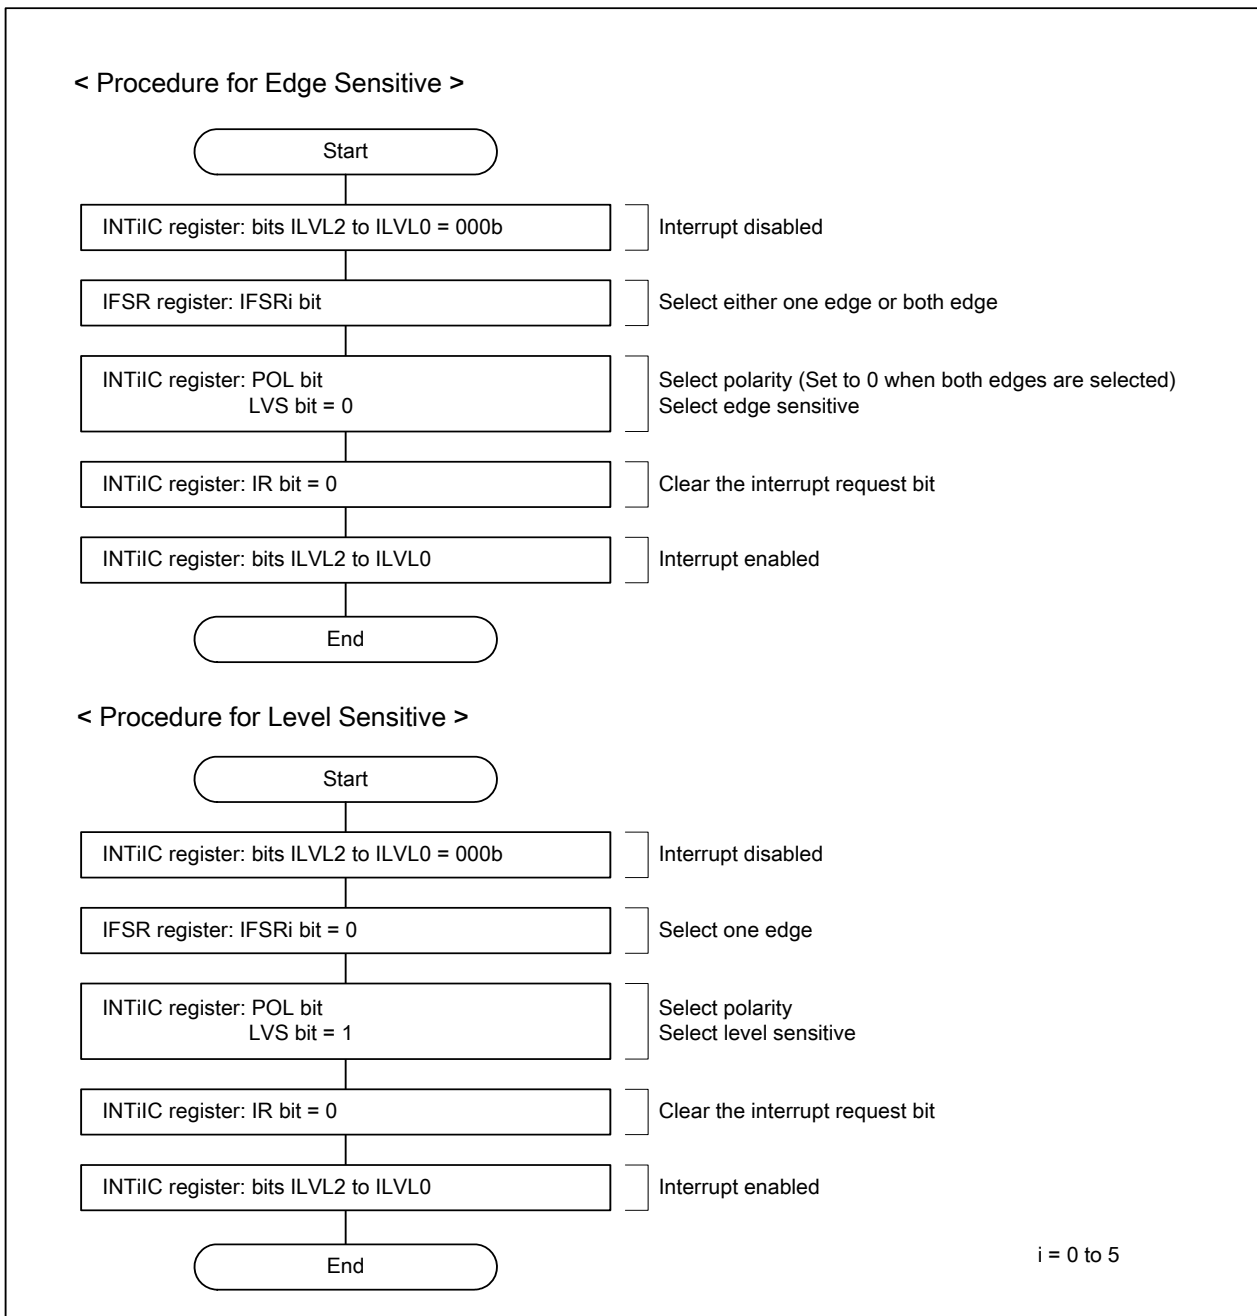 < Procedure for Edge Sensitive >
Start
INTiIC register: bits ILVL2 to ILVL0 = 000b
Interrupt disabled
IFSR register: IFSRi bit
Select either one edge or both edge
INTiIC register: POL bit
LVS bit = 0
Select polarity (Set to 0 when both edges are selected)
Select edge sensitive
INTiIC register: IR bit = 0
Clear the interrupt request bit
INTiIC register: bits ILVL2 to ILVL0
Interrupt enabled
End
< Procedure for Level Sensitive >
Start
INTiIC register: bits ILVL2 to ILVL0 = 000b
Interrupt disabled
IFSR register: IFSRi bit = 0
Select one edge
INTiIC register: POL bit
LVS bit = 1
Select polarity
Select level sensitive
INTiIC register: IR bit = 0
Clear the interrupt request bit
INTiIC register: bits ILVL2 to ILVL0
Interrupt enabled
End
i = 0 to 5